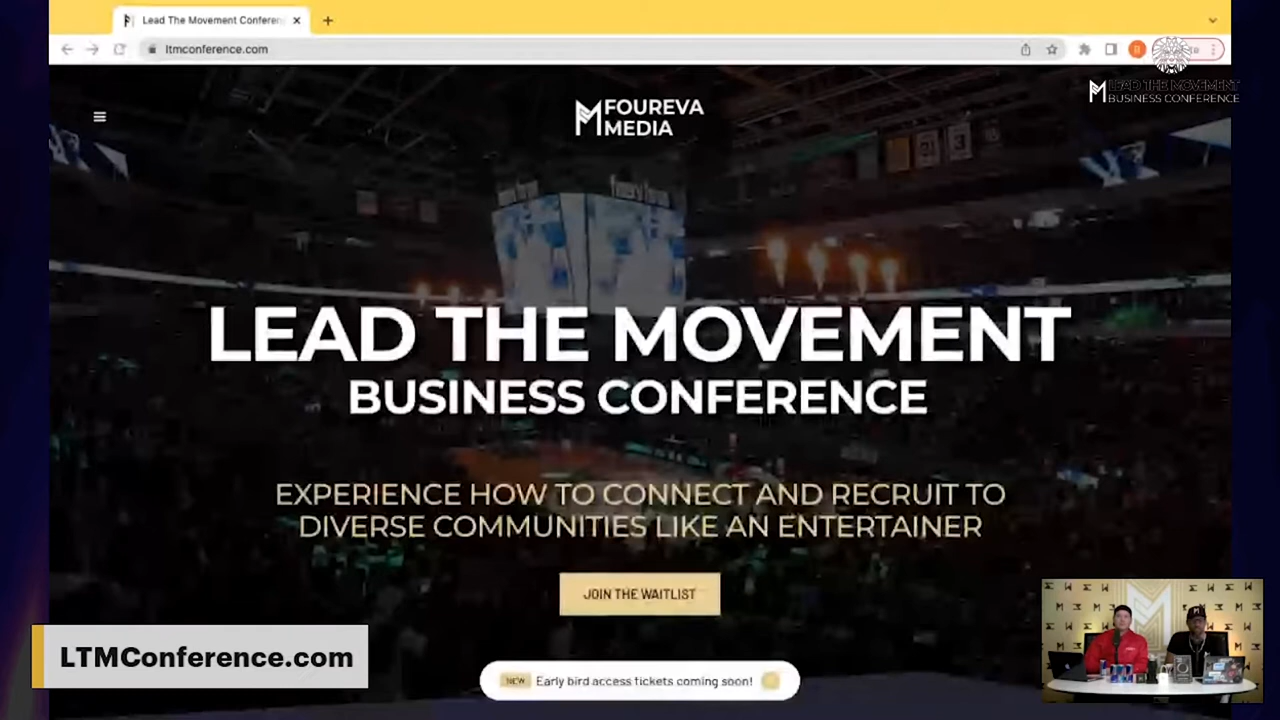 Lead The Movement Conferen
ltmconference.com
LEAD THE MOVEMENT
BUSINESS CONFERENCE
FOUREVA
MEDIA
LEAD THE MOVEMENT
BUSINESS CONFERENCE
EXPERIENCE HOW TO CONNECT AND RECRUIT TO
DIVERSE COMMUNITIES LIKE AN ENTERTAINER
JOIN THE WAITLIST
LTMConference.com
NEW Early bird access tickets coming soon!